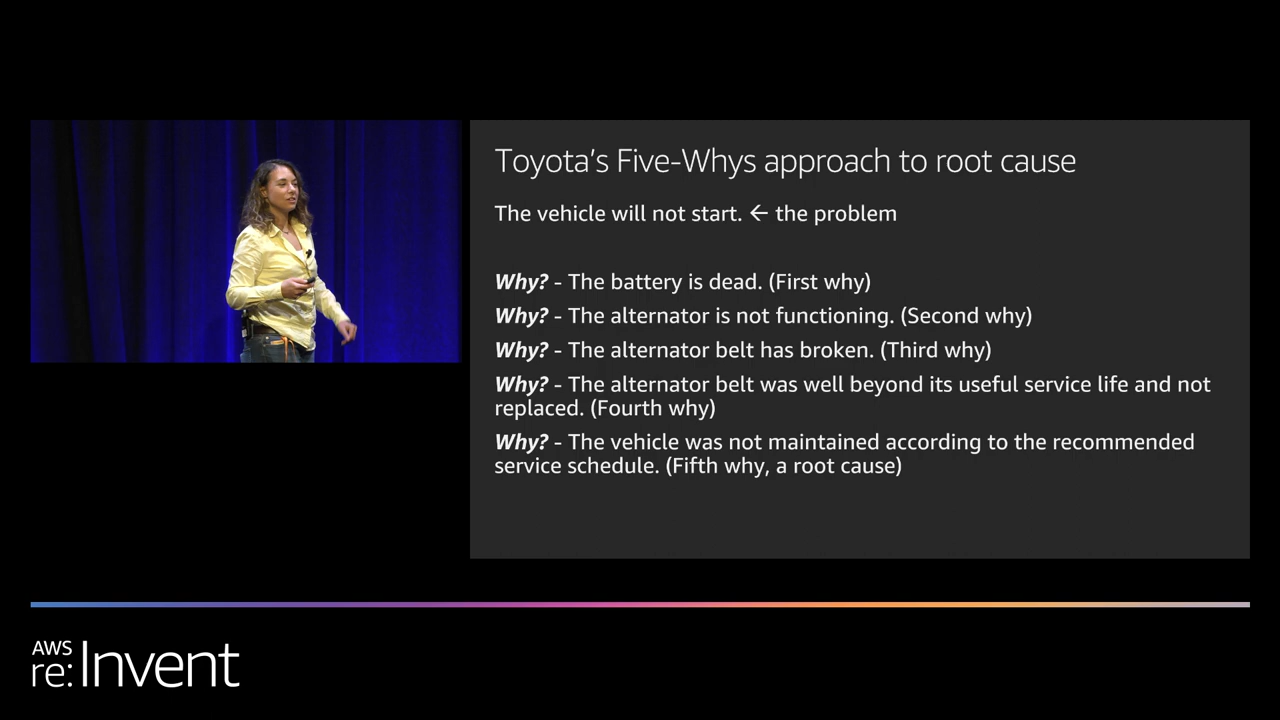 Toyota's Five-Whys approach to root cause
The vehicle will not start. ← the problem
Why? - The battery is dead. (First why)
Why? - The alternator is not functioning. (Second why)
Why? - The alternator belt has broken. (Third why)
Why? - The alternator belt was well beyond its useful service life and not
replaced. (Fourth why)
Why? - The vehicle was not maintained according to the recommended
service schedule. (Fifth why, a root cause)
AWS
re:Invent